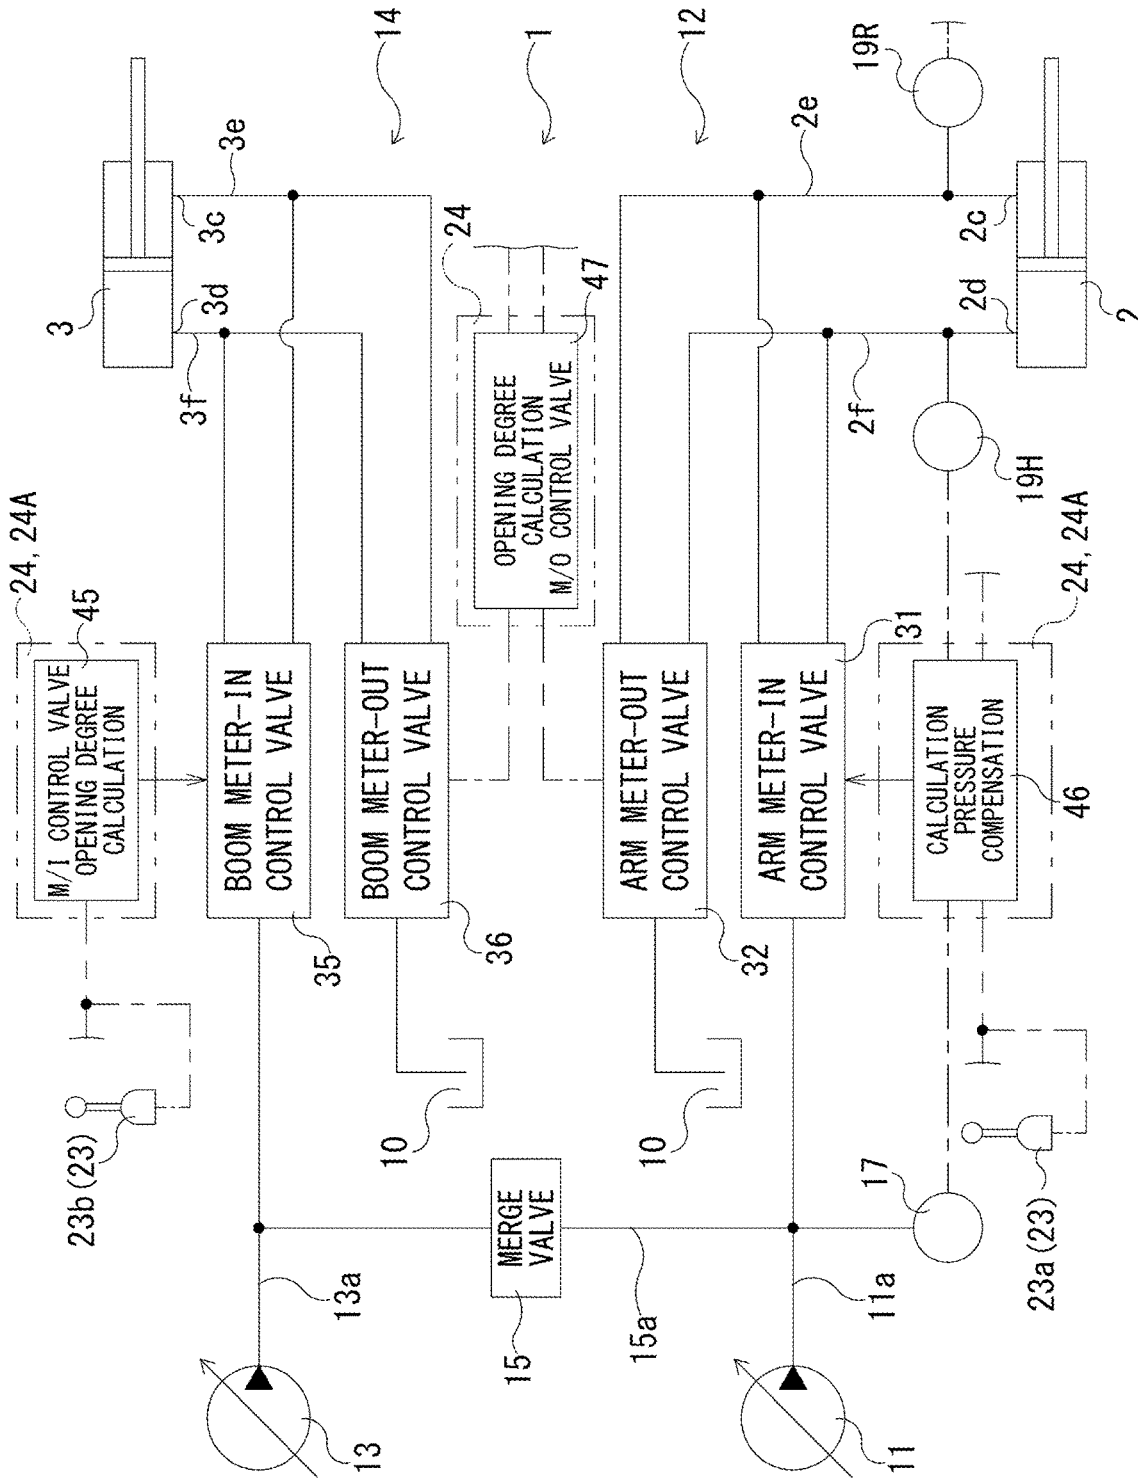 14
1
12
19R
3
3d
3c
3e
3f
24
47
OPENING DEGREE
CALCULATION
M/O CONTROL VALVE
2e
2c
2d
2f
2
19H
24, 24A
45
M/I CONTROL VALVE
OPENING DEGREE
CALCULATION
BOOM METER-IN
CONTROL VALVE
35
BOOM METER-OUT
CONTROL VALVE
36
ARM METER-OUT
CONTROL VALVE
32
ARM METER-IN
CONTROL VALVE
31
24, 24A
CALCULATION
PRESSURE
COMPENSATION
46
23b(23)
10
10
17
23a(23)
MERGE
VALVE
15
15a
13a
11a
13
11